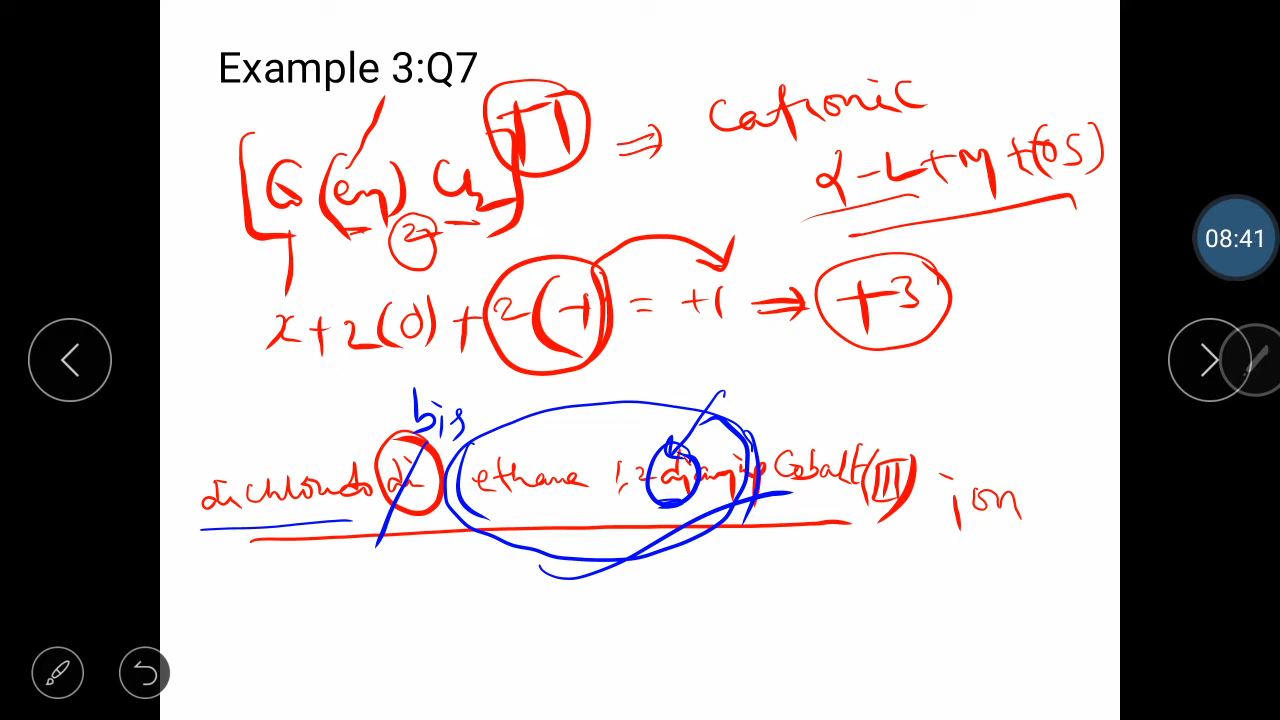 Example 3:Q7
[Co(en)2Cl2]+1 ⇒ cationic
α-L+M+(OS)
x+2(0)+2(-1) = +1 ⇒ +3
bis
dichlorido di (ethane 1,2-diamine) Cobalt(III) ion
08:41